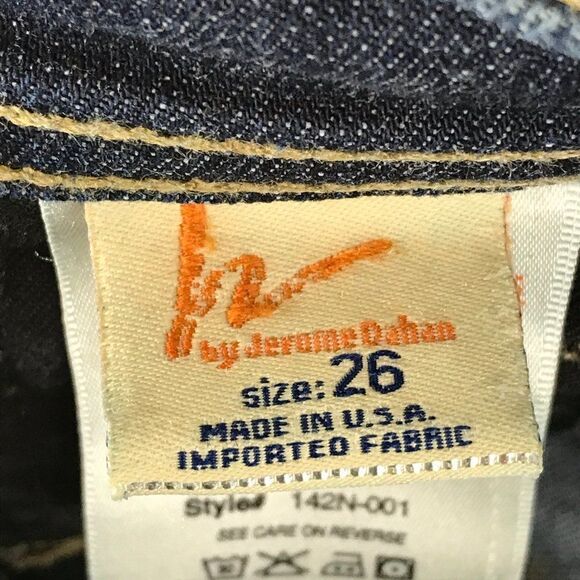 by Jerome Dahan
size: 26
MADE IN U.S.A.
IMPORTED FABRIC
Style# 142N-001
SEE CARE ON REVERSE